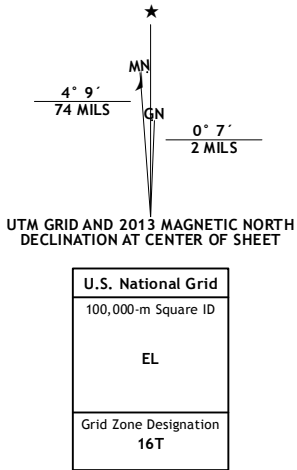 ★
MN
4° 9´
74 MILS
GN
0° 7´
2 MILS
UTM GRID AND 2013 MAGNETIC NORTH
DECLINATION AT CENTER OF SHEET
U.S. National Grid
100,000-m Square ID
EL
Grid Zone Designation
16T